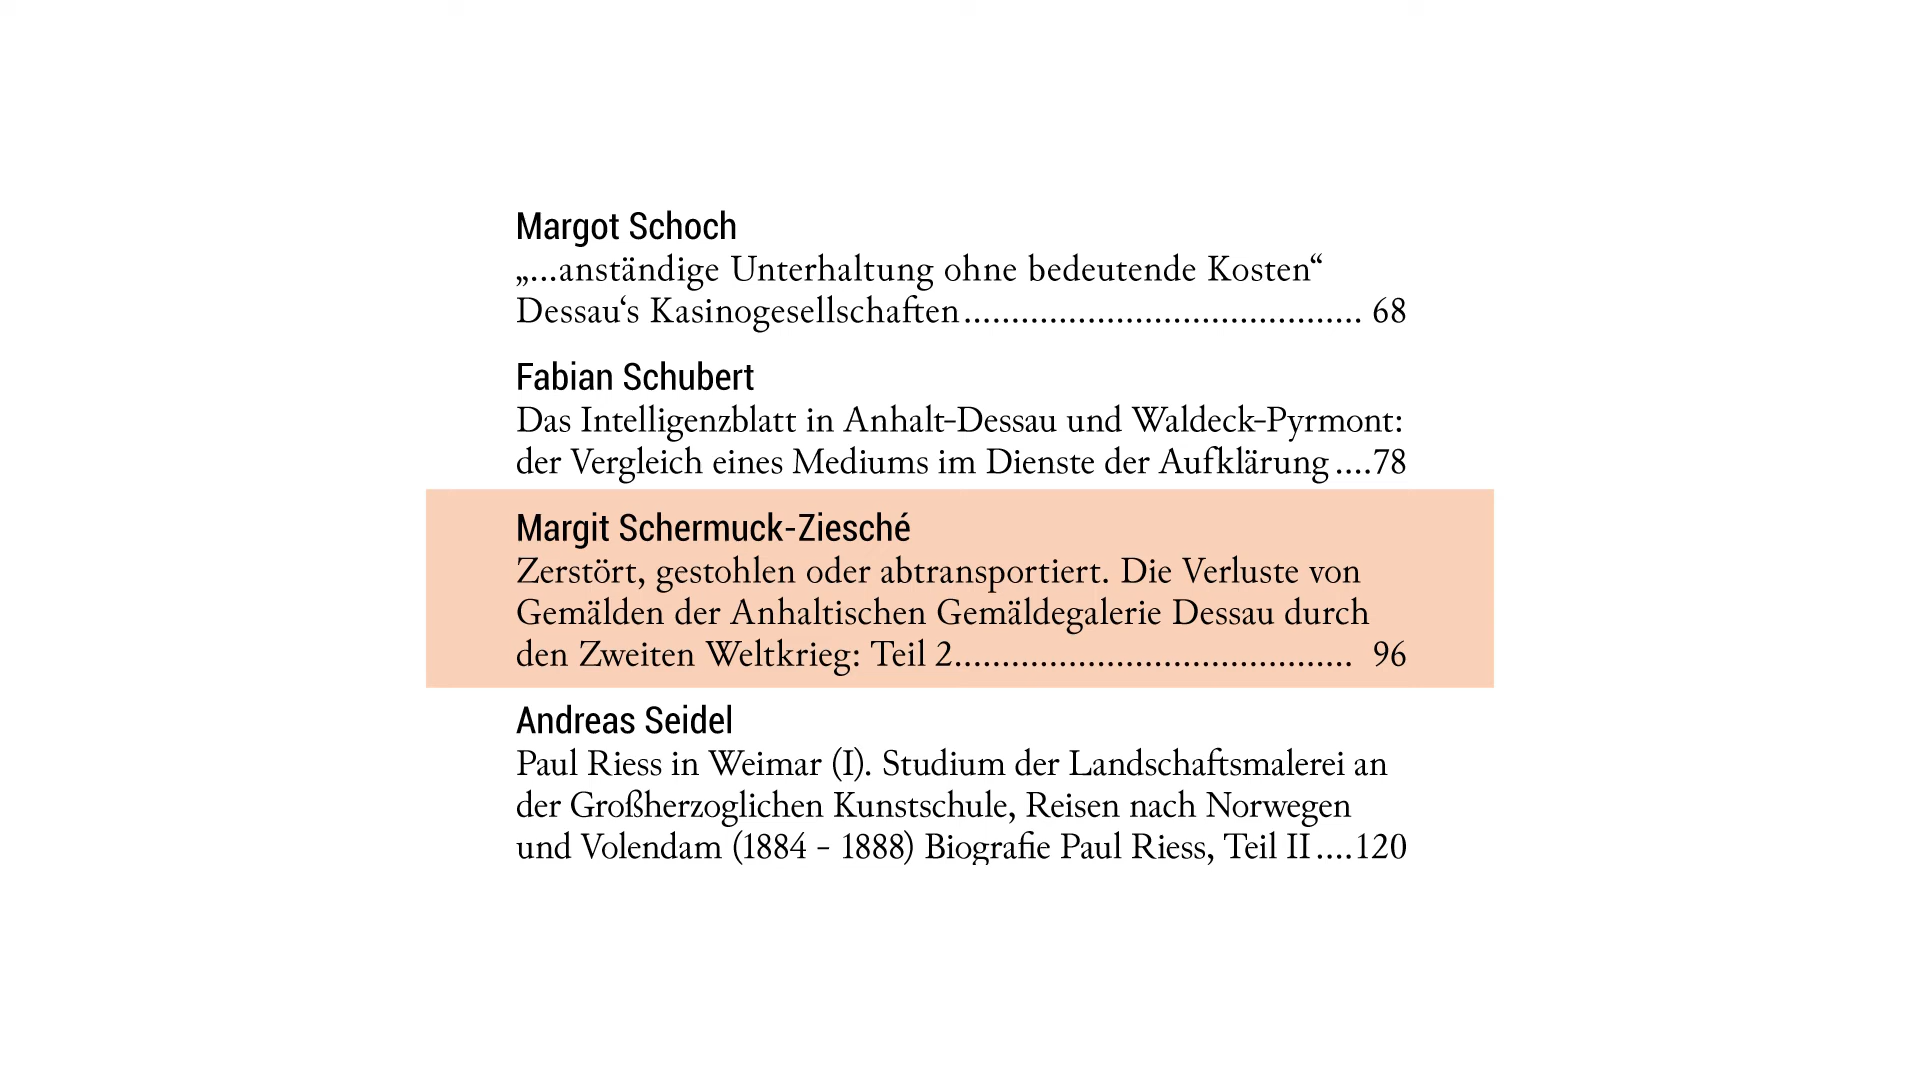 Margot Schoch
„...anständige Unterhaltung ohne bedeutende Kosten“
Dessau‘s Kasinogesellschaften.......................................... 68
Fabian Schubert
Das Intelligenzblatt in Anhalt-Dessau und Waldeck-Pyrmont:
der Vergleich eines Mediums im Dienste der Aufklärung....78
Margit Schermuck-Ziesché
Zerstört, gestohlen oder abtransportiert. Die Verluste von
Gemälden der Anhaltischen Gemäldegalerie Dessau durch
den Zweiten Weltkrieg: Teil 2.......................................... 96
Andreas Seidel
Paul Riess in Weimar (I). Studium der Landschaftsmalerei an
der Großherzoglichen Kunstschule, Reisen nach Norwegen
und Volendam (1884 - 1888) Biografie Paul Riess, Teil II....120